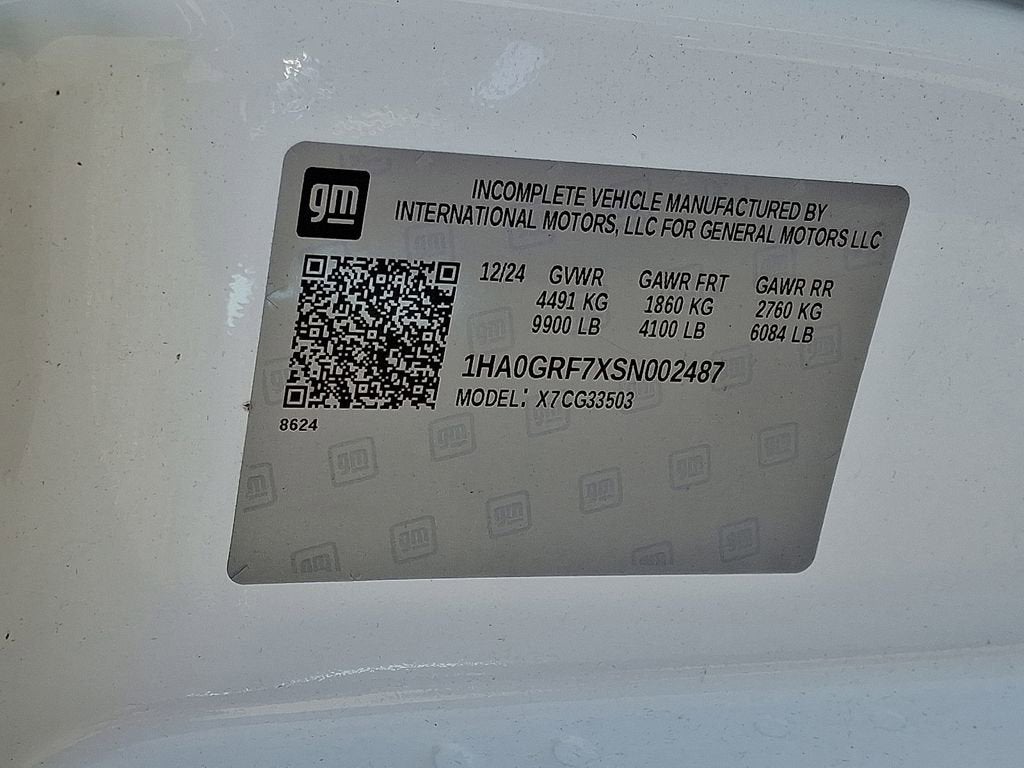 gm
INCOMPLETE VEHICLE MANUFACTURED BY
INTERNATIONAL MOTORS, LLC FOR GENERAL MOTORS LLC
12/24 GVWR GAWR FRT GAWR RR
4491 KG 1860 KG 2760 KG
9900 LB 4100 LB 6084 LB
1HA0GRF7XSN002487
MODEL: X7CG33503
8624